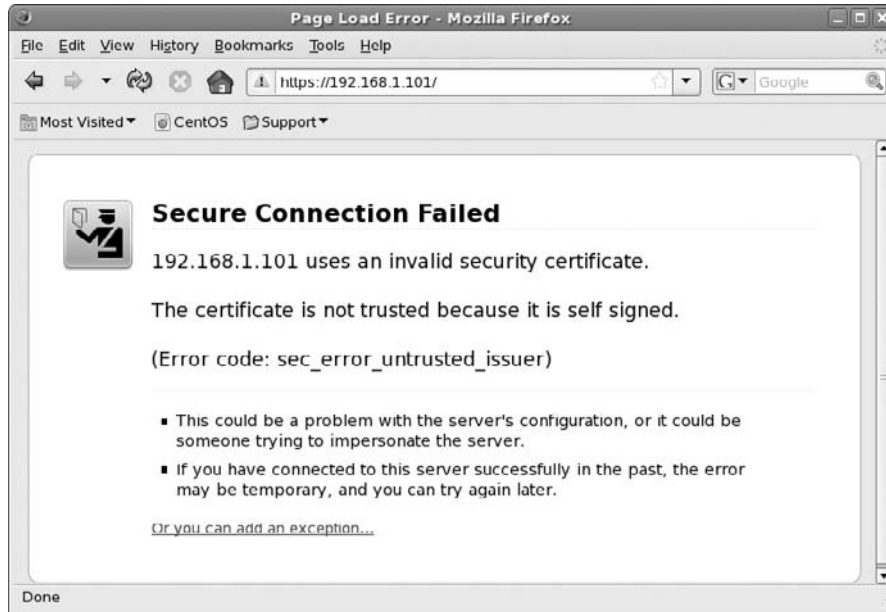 Page Load Error - Mozilla Firefox
File Edit View History Bookmarks Tools Help
https://192.168.1.101/
G Google
Most Visited CentOS Support
Secure Connection Failed
192.168.1.101 uses an invalid security certificate.
The certificate is not trusted because it is self signed.
(Error code: sec_error_untrusted_issuer)
This could be a problem with the server's configuration, or it could be
someone trying to impersonate the server.
If you have connected to this server successfully in the past, the error
may be temporary, and you can try again later.
Or you can add an exception...
Done